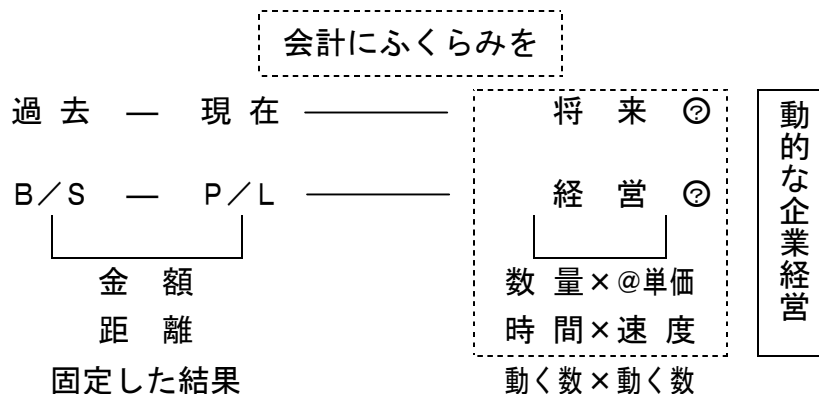 会計にふくらみを
過去 ― 現在 ――― 将来 ?
B/S ― P/L ――― 経営 ?
金額 数量×@単価
距離 時間×速度
固定した結果 動く数×動く数
動的な企業経営